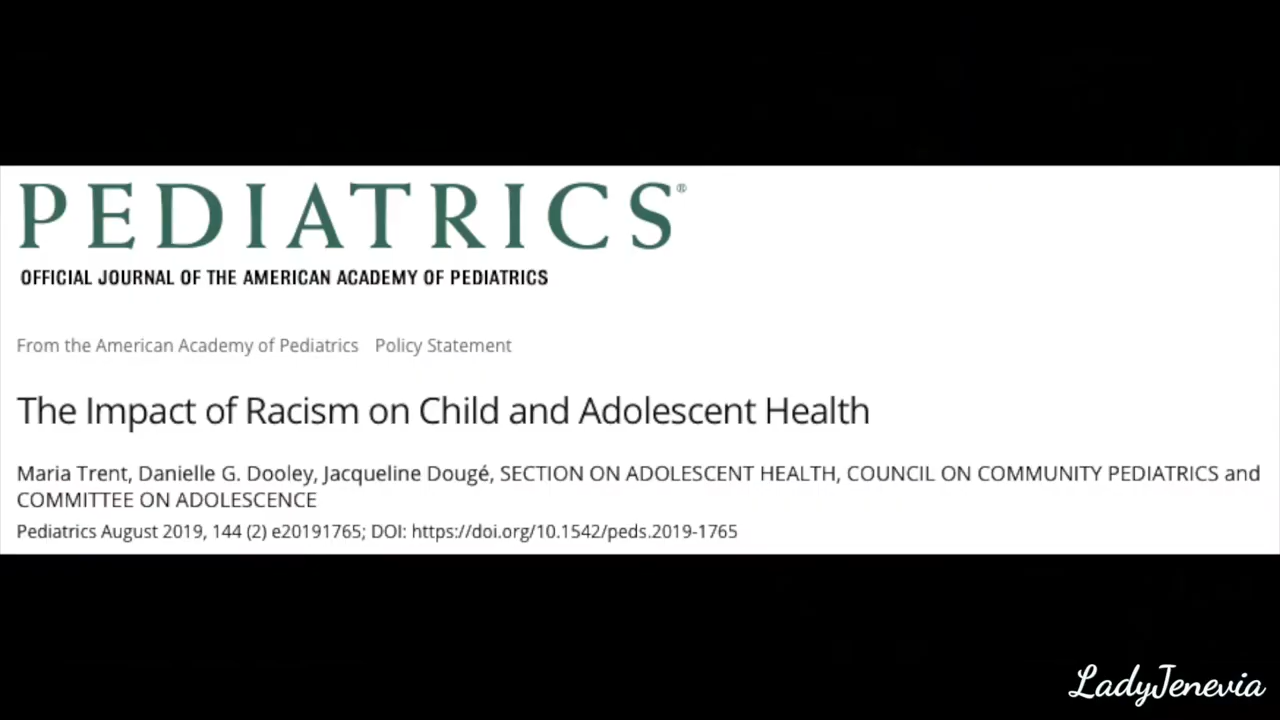 PEDIATRICS®
OFFICIAL JOURNAL OF THE AMERICAN ACADEMY OF PEDIATRICS
From the American Academy of Pediatrics Policy Statement
The Impact of Racism on Child and Adolescent Health
Maria Trent, Danielle G. Dooley, Jacqueline Dougé, SECTION ON ADOLESCENT HEALTH, COUNCIL ON COMMUNITY PEDIATRICS and
COMMITTEE ON ADOLESCENCE
Pediatrics August 2019, 144 (2) e20191765; DOI: https://doi.org/10.1542/peds.2019-1765
LadyJenevia